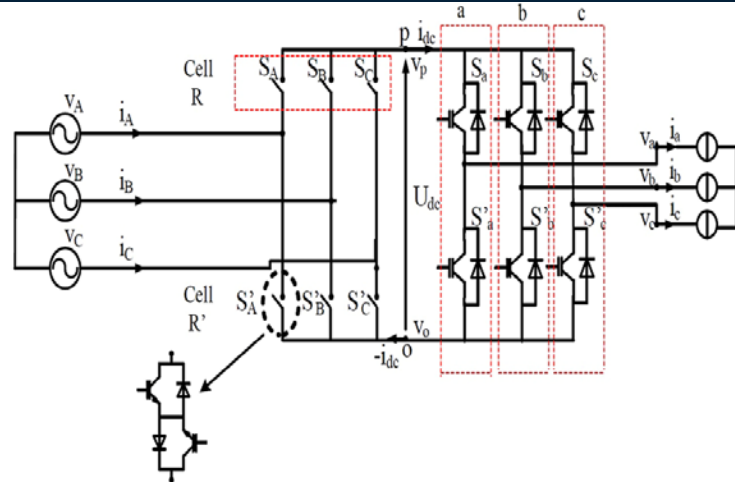 a b c
p i_dc
Cell R
S_A S_B S_C
v_p
S_a S_b S_c
v_A i_A
v_B i_B
v_C i_C
U_dc
v_a i_a
v_b i_b
v_c i_c
Cell R'
S'_A S'_B S'_C
S'_a S'_b S'_c
v_o
-i_dc o